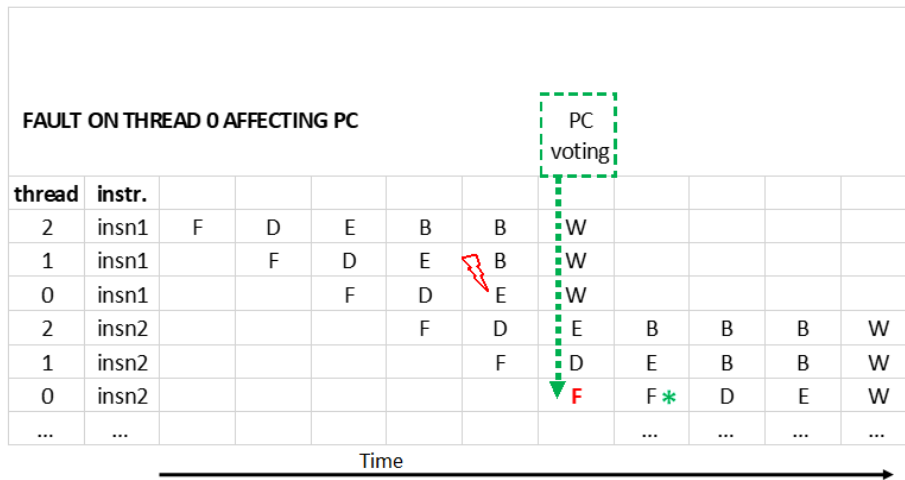 FAULT ON THREAD 0 AFFECTING PC
PC
voting
thread instr.
2 insn1 F D E B B W
1 insn1 F D E B W
0 insn1 F D E W
2 insn2 F D E B B B W
1 insn2 F D E B B W
0 insn2 F F* D E W
... ... ... ... ... ...
Time